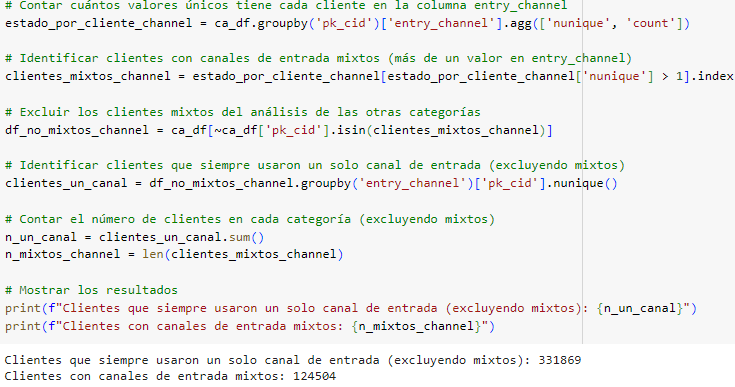 # Contar cuántos valores únicos tiene cada cliente en la columna entry_channel
estado_por_cliente_channel = ca_df.groupby('pk_cid')['entry_channel'].agg(['nunique', 'count'])
# Identificar clientes con canales de entrada mixtos (más de un valor en entry_channel)
clientes_mixtos_channel = estado_por_cliente_channel[estado_por_cliente_channel['nunique'] > 1].index
# Excluir los clientes mixtos del análisis de las otras categorías
df_no_mixtos_channel = ca_df[~ca_df['pk_cid'].isin(clientes_mixtos_channel)]
# Identificar clientes que siempre usaron un solo canal de entrada (excluyendo mixtos)
clientes_un_canal = df_no_mixtos_channel.groupby('entry_channel')['pk_cid'].nunique()
# Contar el número de clientes en cada categoría (excluyendo mixtos)
n_un_canal = clientes_un_canal.sum()
n_mixtos_channel = len(clientes_mixtos_channel)
# Mostrar los resultados
print(f"Clientes que siempre usaron un solo canal de entrada (excluyendo mixtos): {n_un_canal}")
print(f"Clientes con canales de entrada mixtos: {n_mixtos_channel}")
Clientes que siempre usaron un solo canal de entrada (excluyendo mixtos): 331869
Clientes con canales de entrada mixtos: 124504